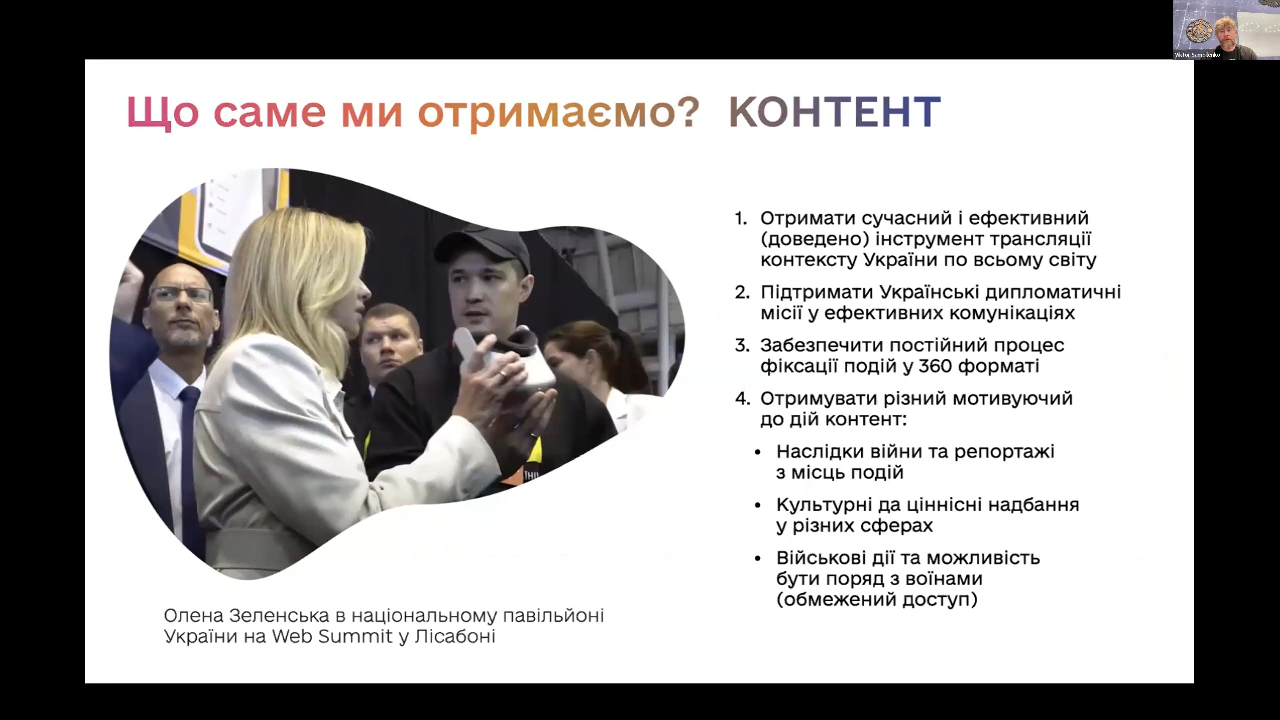 Що саме ми отримаємо? КОНТЕНТ
1. Отримати сучасний і ефективний
(доведено) інструмент трансляції
контексту України по всьому світу
2. Підтримати Українські дипломатичні
місії у ефективних комунікаціях
3. Забезпечити постійний процес
фіксації подій у 360 форматі
4. Отримувати різний мотивуючий
до дій контент:
• Наслідки війни та репортажі
з місць подій
• Культурні да ціннісні надбання
у різних сферах
• Військові дії та можливість
бути поряд з воїнами
(обмежений доступ)
Олена Зеленська в національному павільйоні
України на Web Summit у Лісабоні